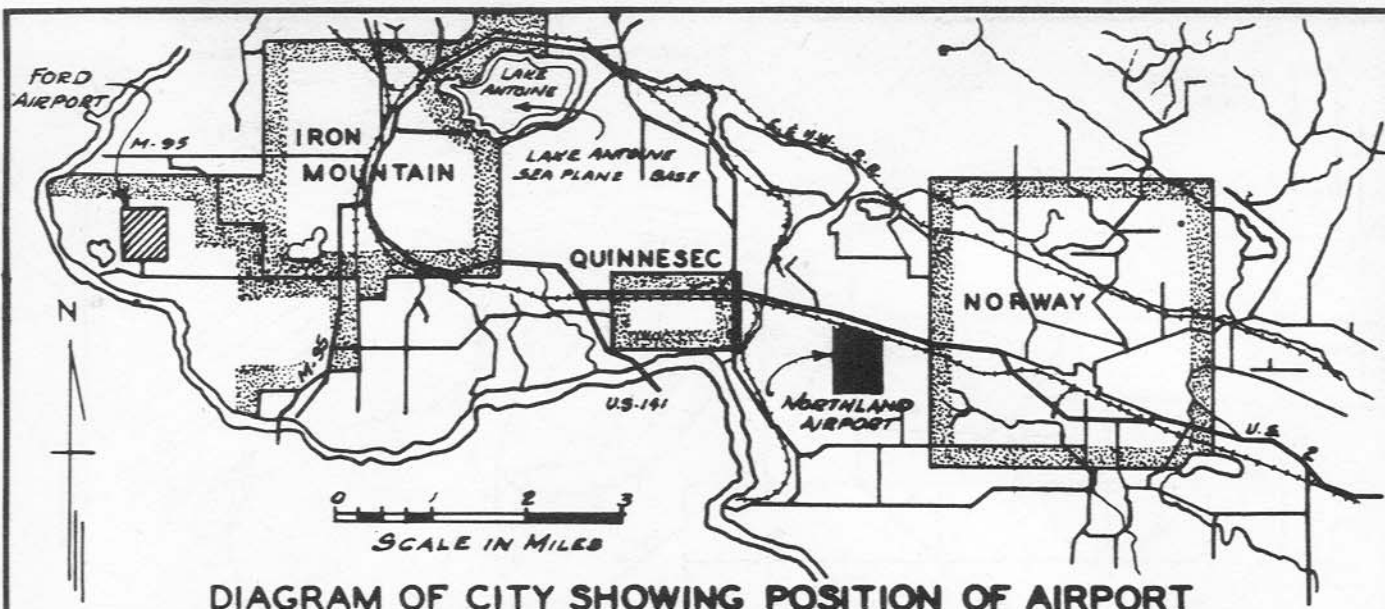 FORD
AIRPORT
M-95
IRON
MOUNTAIN
LAKE
ANTOINE
LAKE ANTOINE
SEA PLANE BASE
C. & N.W. R.R.
QUINNESEC
NORWAY
N
M-95
U.S.-141
NORTHLAND
AIRPORT
U.S. 2
0 1 2 3
SCALE IN MILES
DIAGRAM OF CITY SHOWING POSITION OF AIRPORT